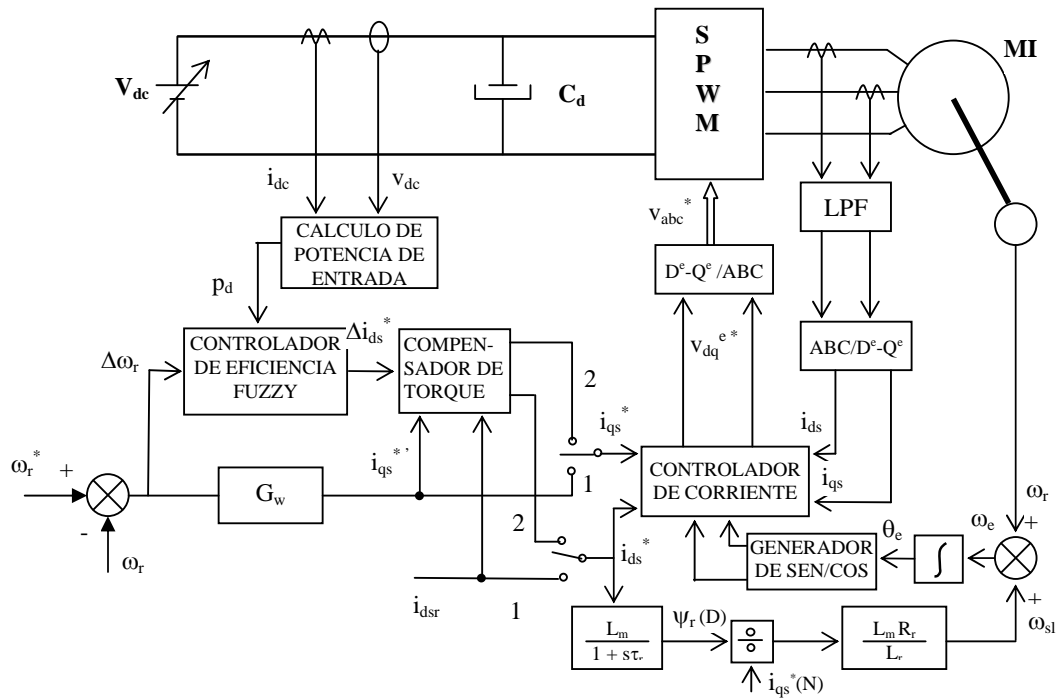 S
P
W
M
MI
V_dc
C_d
i_dc
v_dc
v_abc^*
LPF
CALCULO DE
POTENCIA DE
ENTRADA
D^e-Q^e /ABC
p_d
Δi_ds^*
v_dq^e *
ABC/D^e-Q^e
Δω_r
CONTROLADOR
DE EFICIENCIA
FUZZY
COMPEN-
SADOR DE
TORQUE
2
i_qs^*
i_ds
ω_r^*
+
-
ω_r
G_w
i_qs^*'
1
CONTROLADOR
DE CORRIENTE
i_qs
ω_r
2
i_ds^*
θ_e
ω_e
+
GENERADOR
DE SEN/COS
∫
i_dsr
1
+
ω_sl
L_m
1 + sτ_r
ψ_r (D)
÷
i_qs^*(N)
L_m R_r
L_r